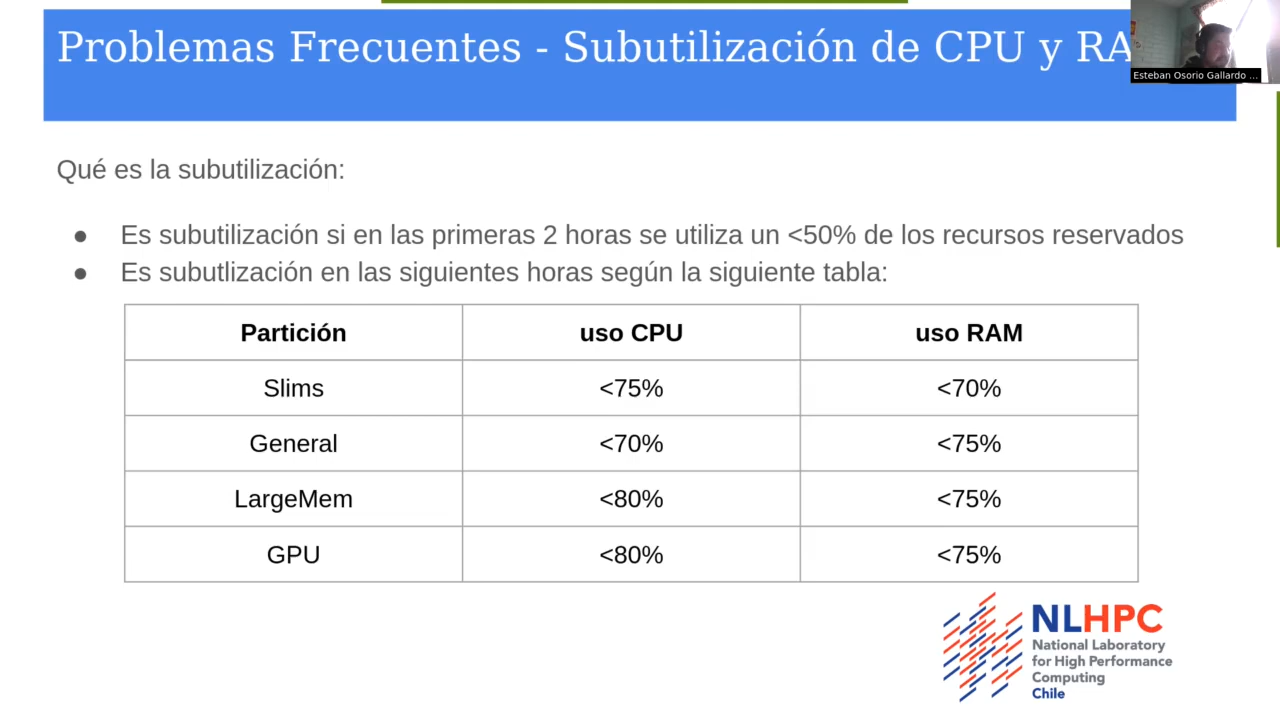 Problemas Frecuentes - Subutilización de CPU y RA
Esteban Osorio Gallardo ...
Qué es la subutilización:
● Es subutilización si en las primeras 2 horas se utiliza un <50% de los recursos reservados
● Es subutlización en las siguientes horas según la siguiente tabla:
Partición uso CPU uso RAM
Slims <75% <70%
General <70% <75%
LargeMem <80% <75%
GPU <80% <75%
NLHPC
National Laboratory
for High Performance
Computing
Chile